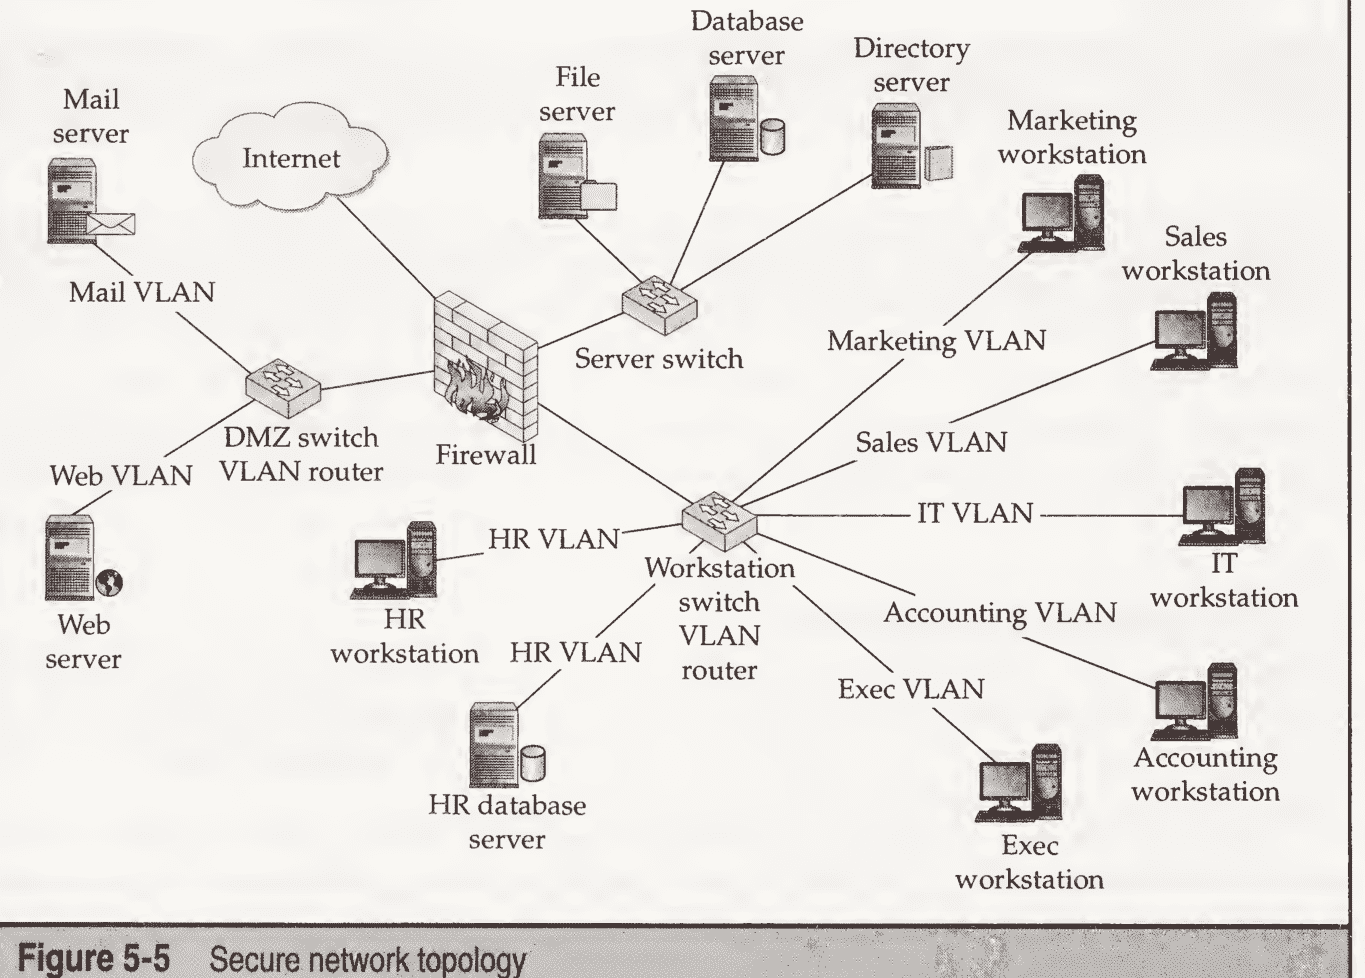 Database
server
Directory
server
File
server
Mail
server
Internet
Marketing
workstation
Sales
workstation
Mail VLAN
Marketing VLAN
Server switch
DMZ switch
VLAN router
Firewall
Sales VLAN
Web VLAN
IT VLAN
HR VLAN
Workstation
switch
VLAN
router
IT
workstation
Accounting VLAN
HR
workstation
Web
server
HR VLAN
Exec VLAN
Accounting
workstation
HR database
server
Exec
workstation
Figure 5-5 Secure network topology